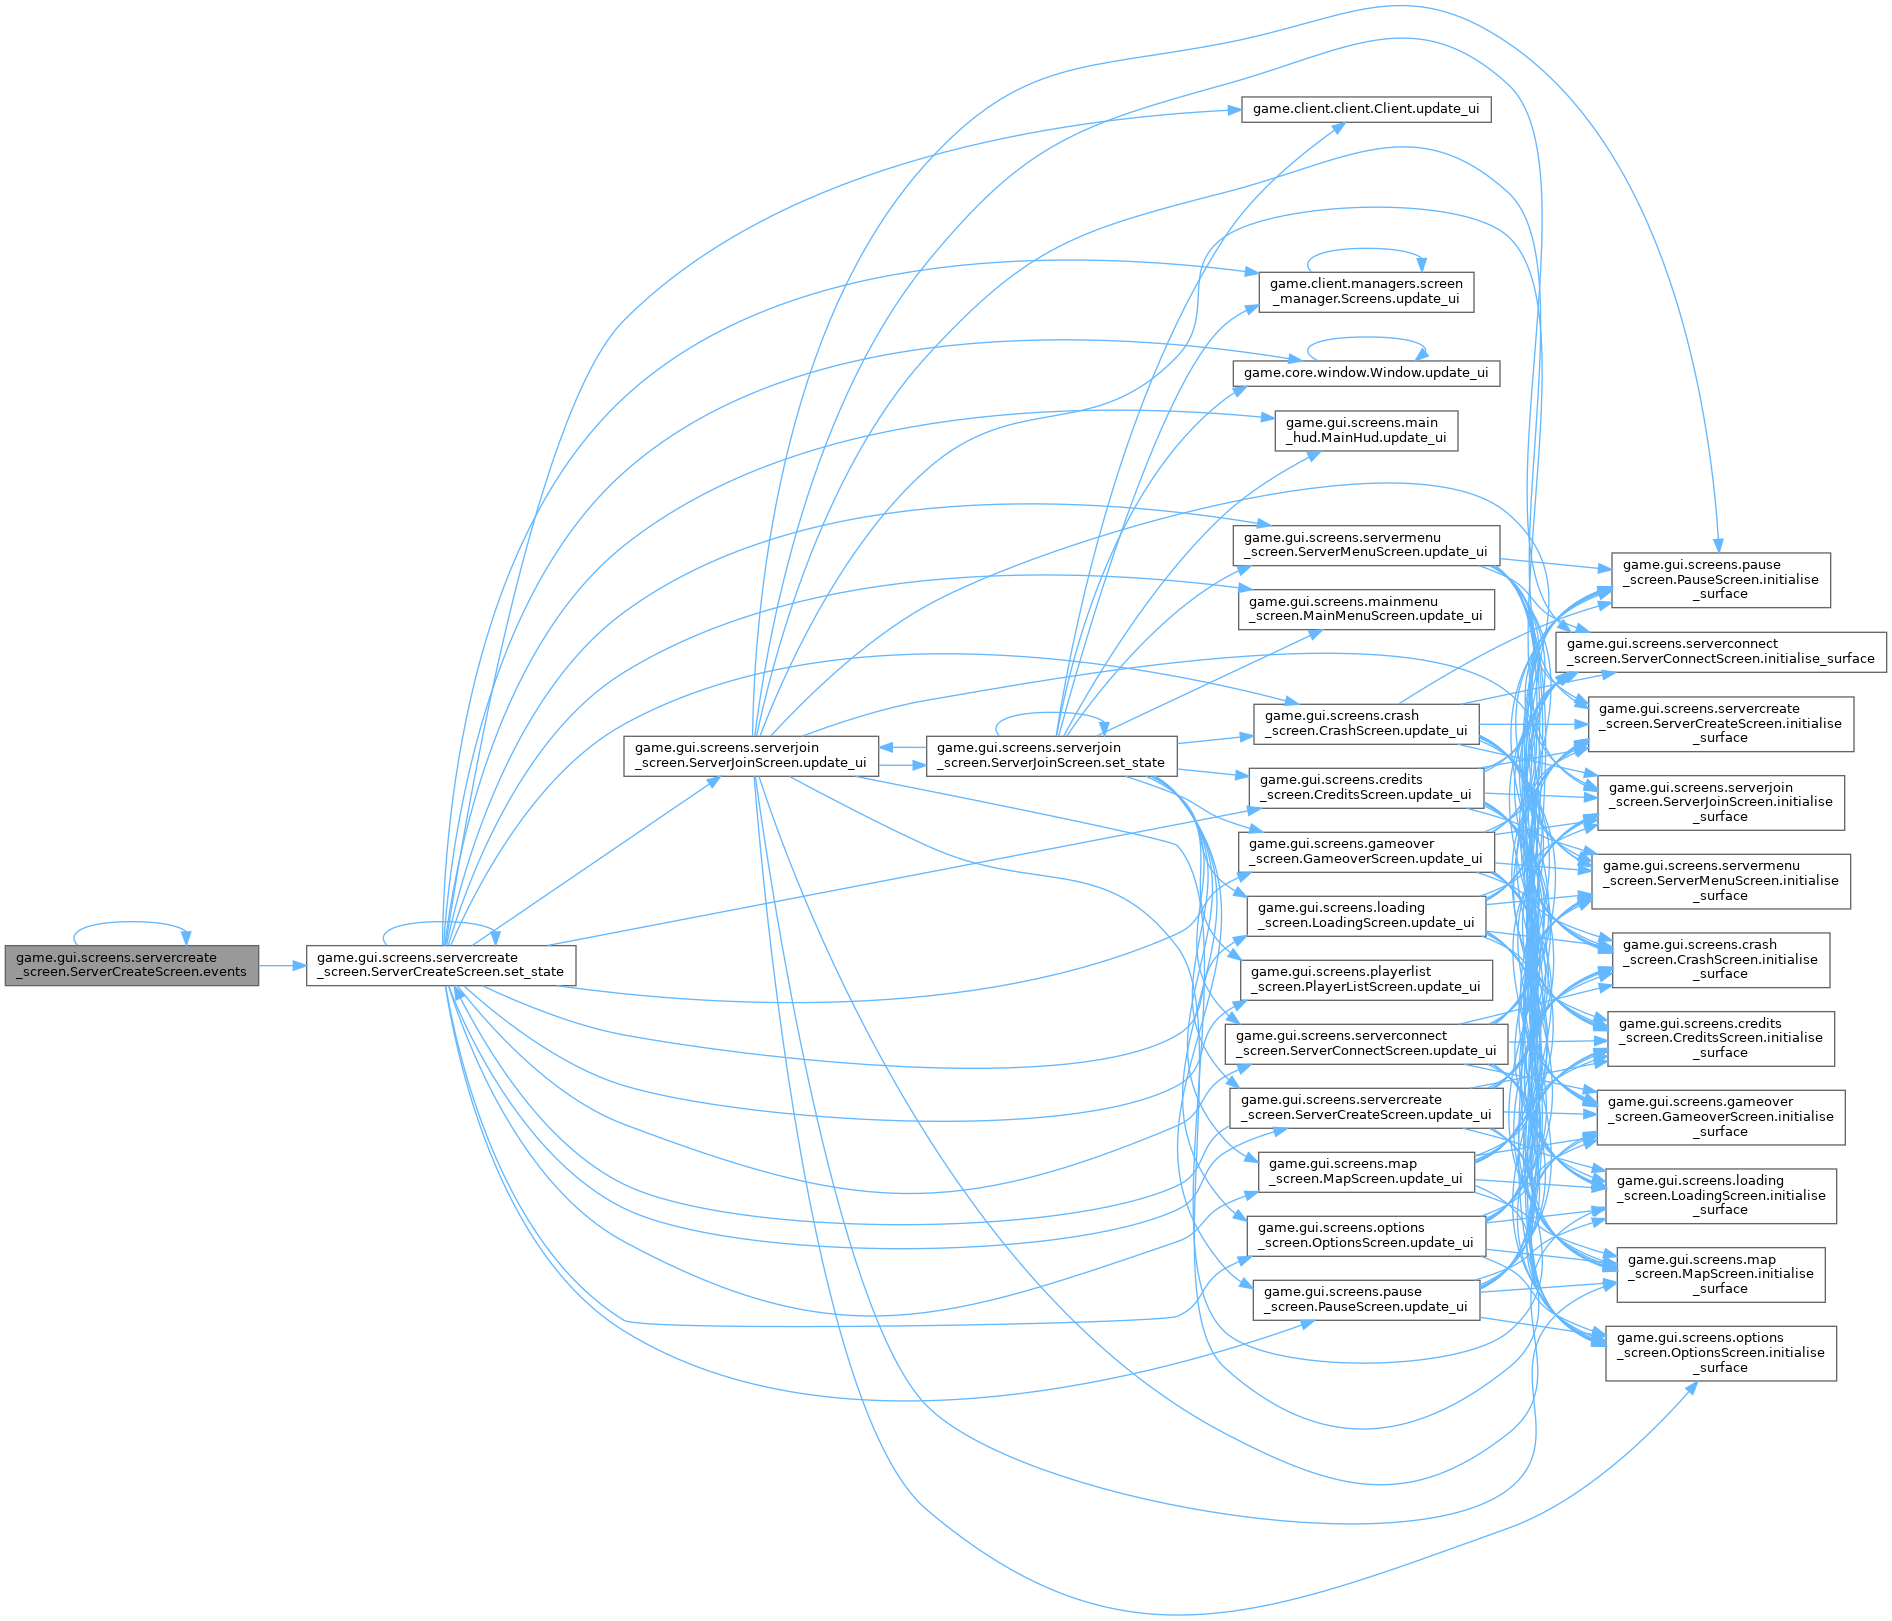 game.gui.screens.servercreate
_screen.ServerCreateScreen.events
game.gui.screens.servercreate
_screen.ServerCreateScreen.set_state
game.gui.screens.serverjoin
_screen.ServerJoinScreen.update_ui
game.gui.screens.serverjoin
_screen.ServerJoinScreen.set_state
game.client.client.Client.update_ui
game.client.managers.screen
_manager.Screens.update_ui
game.core.window.Window.update_ui
game.gui.screens.main
_hud.MainHud.update_ui
game.gui.screens.servermenu
_screen.ServerMenuScreen.update_ui
game.gui.screens.mainmenu
_screen.MainMenuScreen.update_ui
game.gui.screens.crash
_screen.CrashScreen.update_ui
game.gui.screens.credits
_screen.CreditsScreen.update_ui
game.gui.screens.gameover
_screen.GameoverScreen.update_ui
game.gui.screens.loading
_screen.LoadingScreen.update_ui
game.gui.screens.playerlist
_screen.PlayerListScreen.update_ui
game.gui.screens.serverconnect
_screen.ServerConnectScreen.update_ui
game.gui.screens.servercreate
_screen.ServerCreateScreen.update_ui
game.gui.screens.map
_screen.MapScreen.update_ui
game.gui.screens.options
_screen.OptionsScreen.update_ui
game.gui.screens.pause
_screen.PauseScreen.update_ui
game.gui.screens.pause
_screen.PauseScreen.initialise
_surface
game.gui.screens.serverconnect
_screen.ServerConnectScreen.initialise_surface
game.gui.screens.servercreate
_screen.ServerCreateScreen.initialise
_surface
game.gui.screens.serverjoin
_screen.ServerJoinScreen.initialise
_surface
game.gui.screens.servermenu
_screen.ServerMenuScreen.initialise
_surface
game.gui.screens.crash
_screen.CrashScreen.initialise
_surface
game.gui.screens.credits
_screen.CreditsScreen.initialise
_surface
game.gui.screens.gameover
_screen.GameoverScreen.initialise
_surface
game.gui.screens.loading
_screen.LoadingScreen.initialise
_surface
game.gui.screens.map
_screen.MapScreen.initialise
_surface
game.gui.screens.options
_screen.OptionsScreen.initialise
_surface